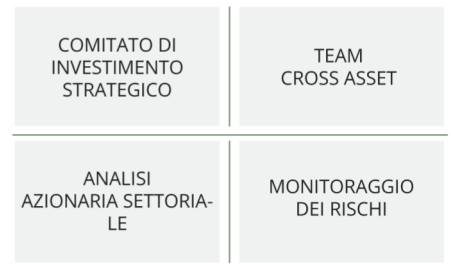 COMITATO DI
INVESTIMENTO
STRATEGICO
TEAM
CROSS ASSET
ANALISI
AZIONARIA SETTORIA-
LE
MONITORAGGIO
DEI RISCHI